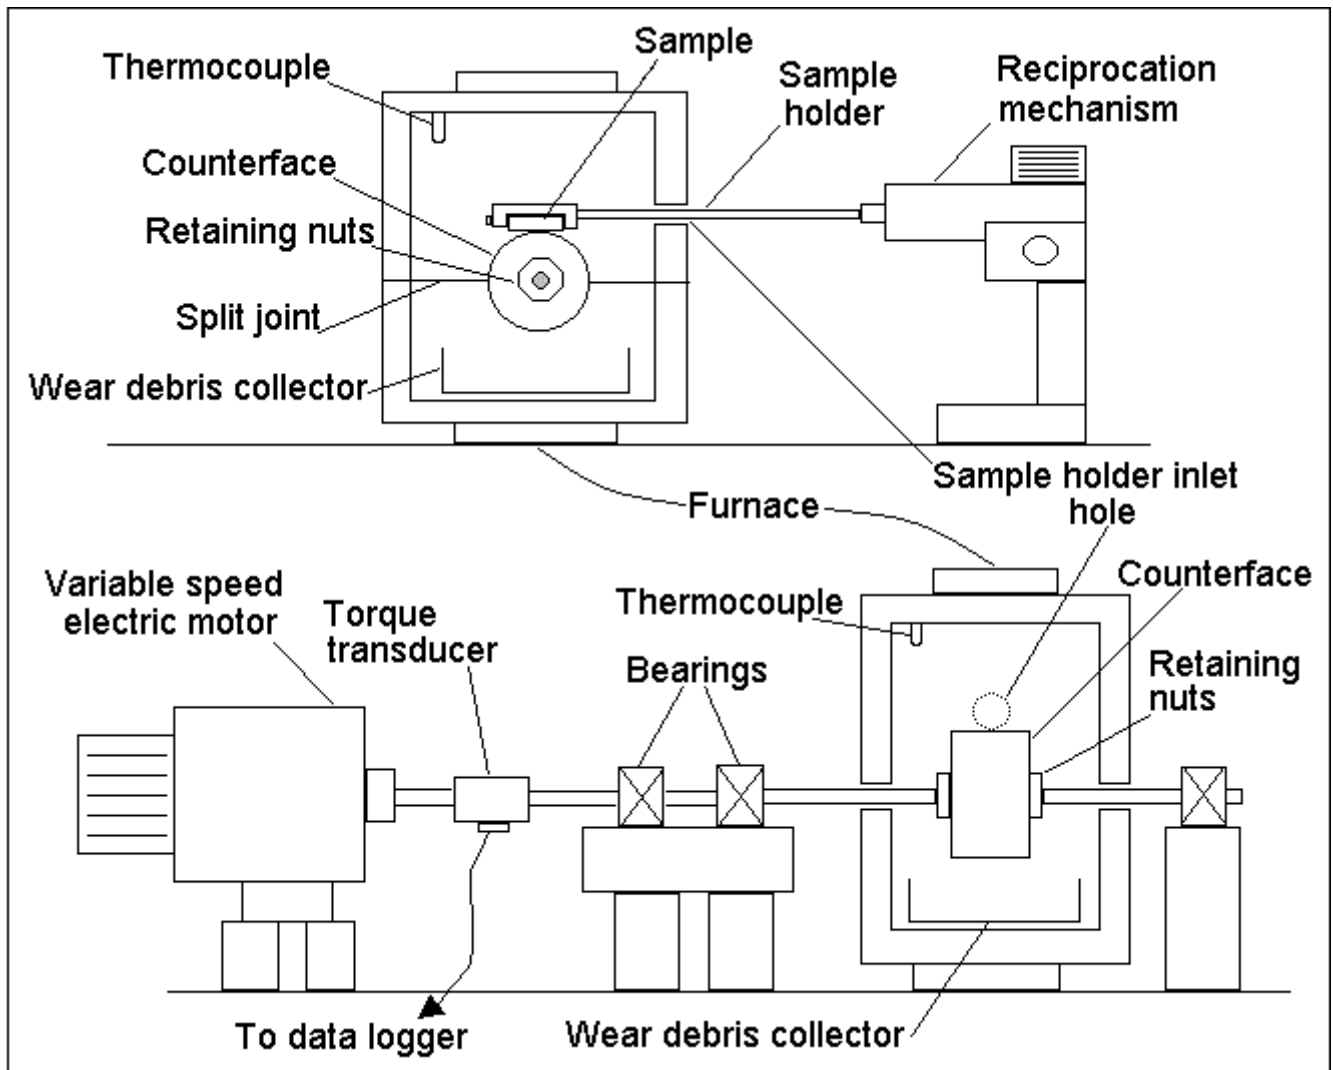 Sample
Thermocouple
Sample
holder
Reciprocation
mechanism
Counterface
Retaining nuts
Split joint
Wear debris collector
Sample holder inlet
hole
Furnace
Variable speed
electric motor
Torque
transducer
Bearings
Thermocouple
Counterface
Retaining
nuts
To data logger
Wear debris collector